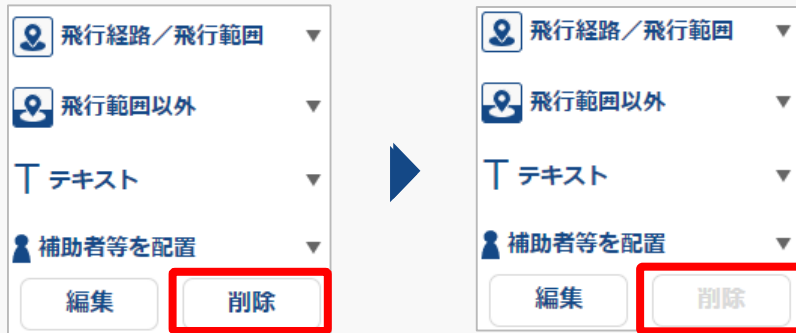 飛行経路／飛行範囲
飛行範囲以外
テキスト
補助者等を配置
編集
削除
飛行経路／飛行範囲
飛行範囲以外
テキスト
補助者等を配置
編集
削除